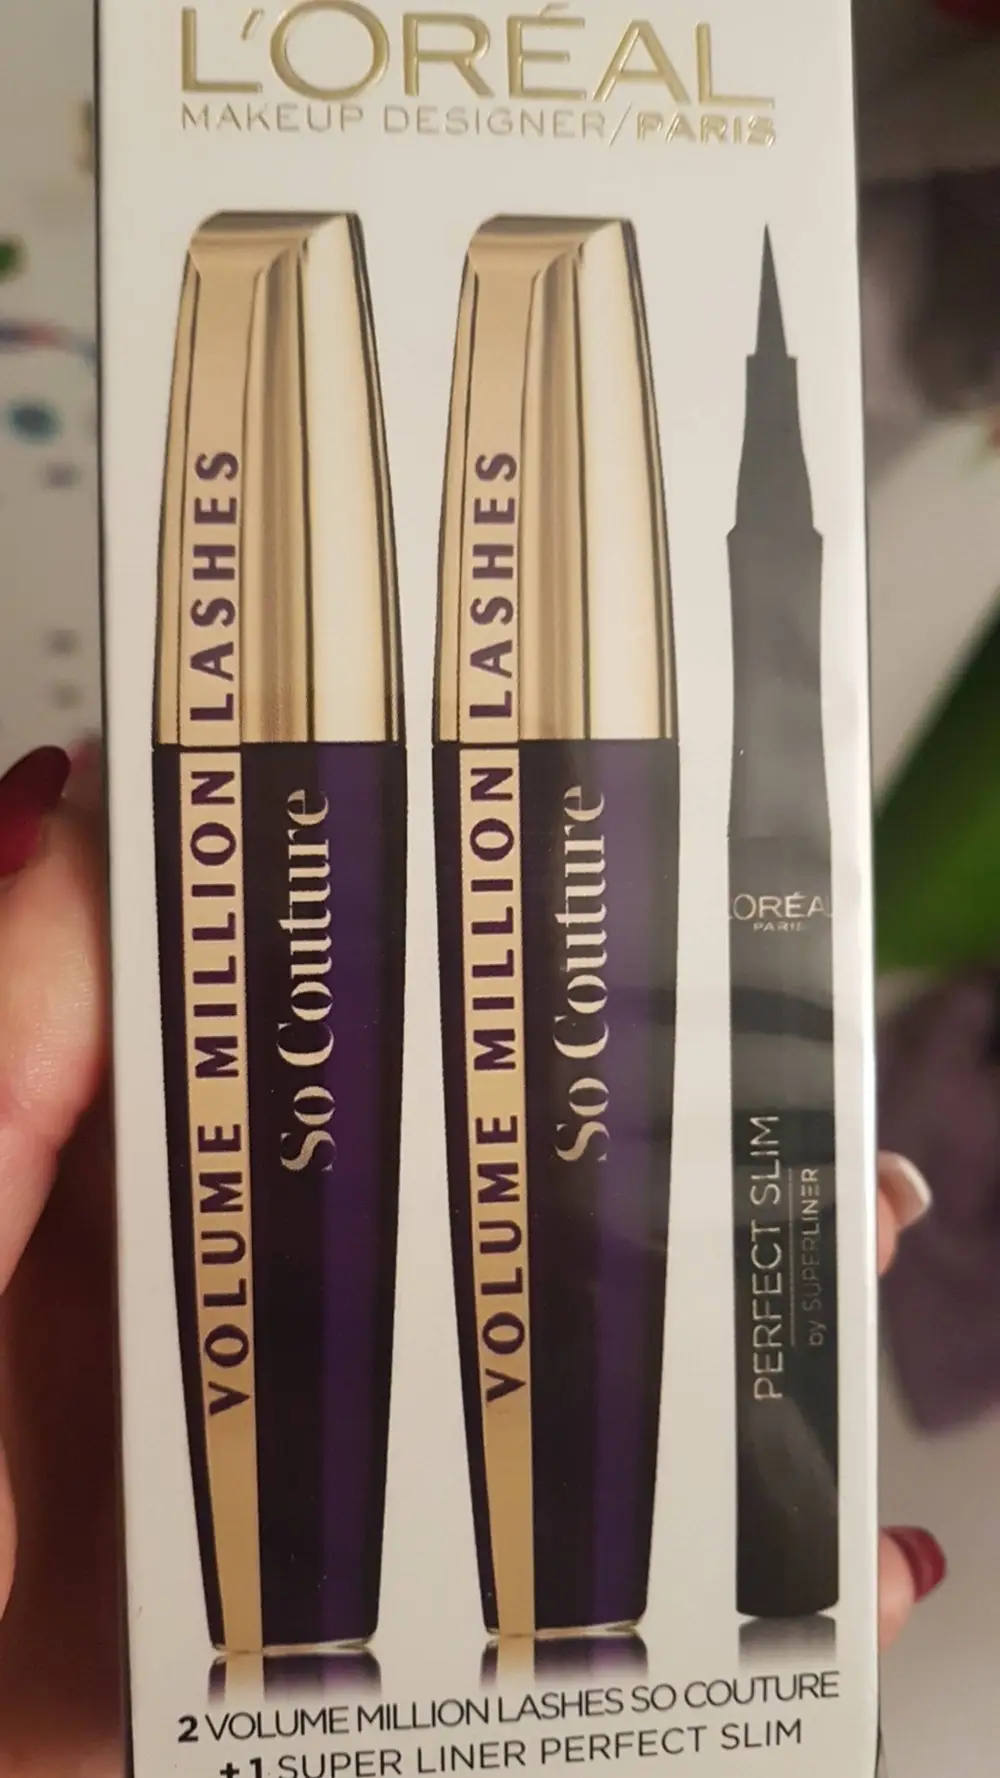 L'ORÉAL
MAKEUP DESIGNER/PARIS
VOLUME MILLION LASHES
So Couture
VOLUME MILLION LASHES
So Couture
L'ORÉAL
PARIS
PERFECT SLIM
by SUPERLINER
2 VOLUME MILLION LASHES SO COUTURE
+ 1 SUPER LINER PERFECT SLIM